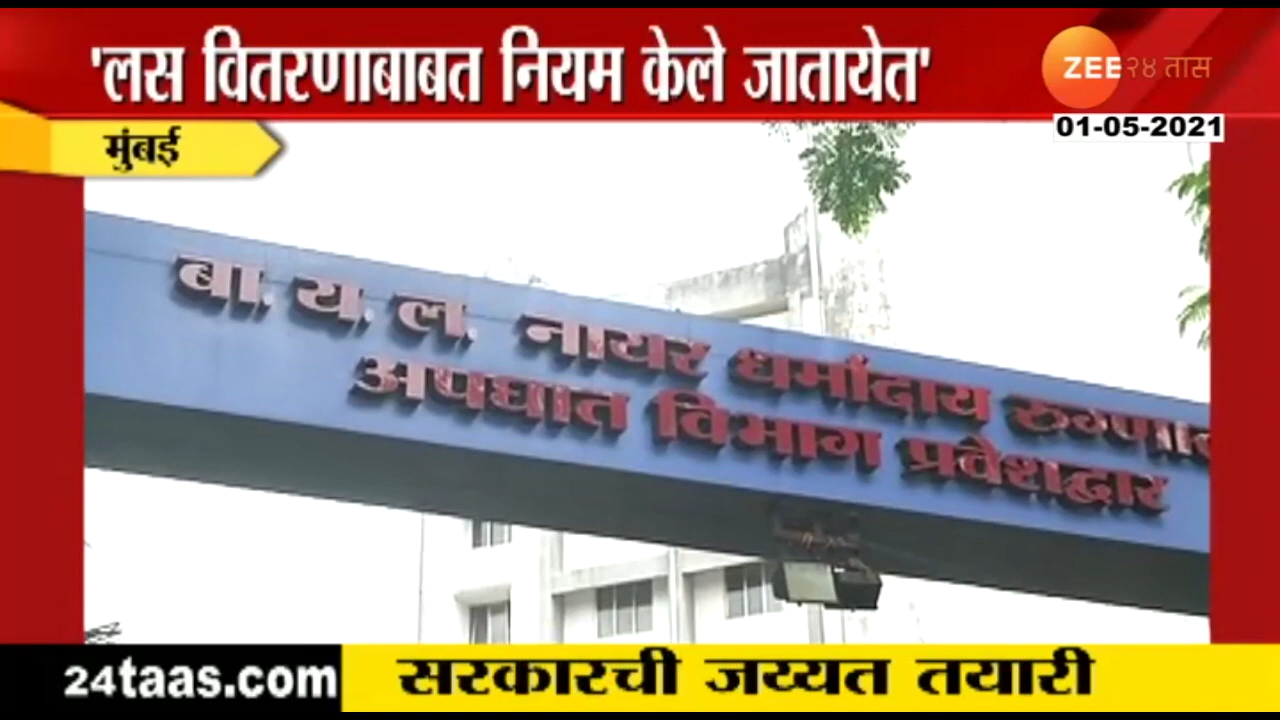 'लस वितरणाबाबत नियम केले जातायेत'
ZEE २४ तास
01-05-2021
मुंबई
बा. य. ल. नायर धर्मादाय
अपघात विभाग प्रवेशद्वार
24taas.com
सरकारची जय्यत तयारी